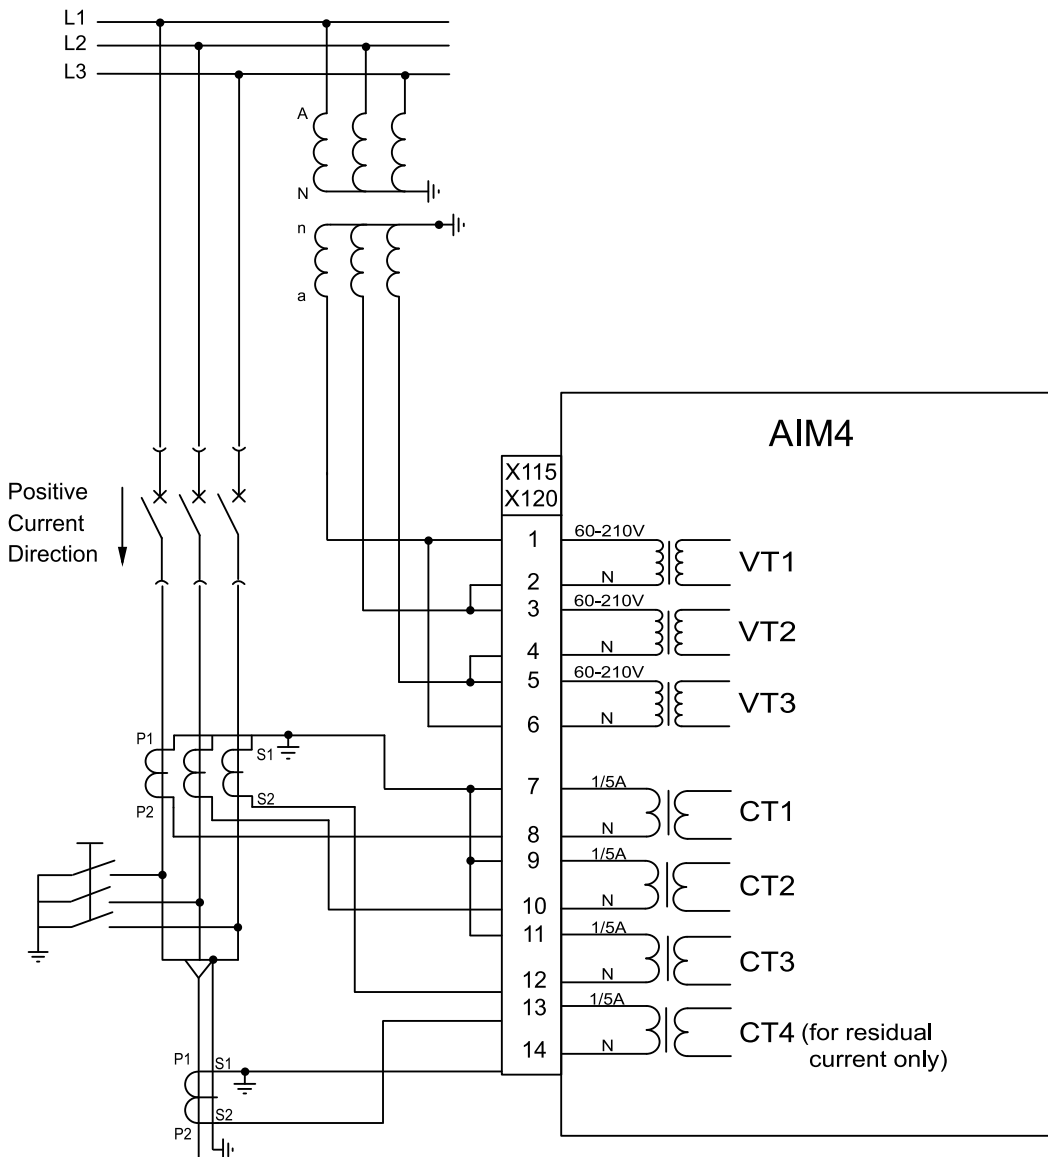 L1
L2
L3
A
N
n
a
AIM4
X115
X120
Positive
Current
Direction
1 60-210V
VT1
2 N
3 60-210V
VT2
4 N
5 60-210V
VT3
6 N
P1
S1
S2
P2
7 1/5A
CT1
8 N
9 1/5A
CT2
10 N
11 1/5A
CT3
12 N
13 1/5A
CT4 (for residual
current only)
14 N
P1 S1
S2
P2